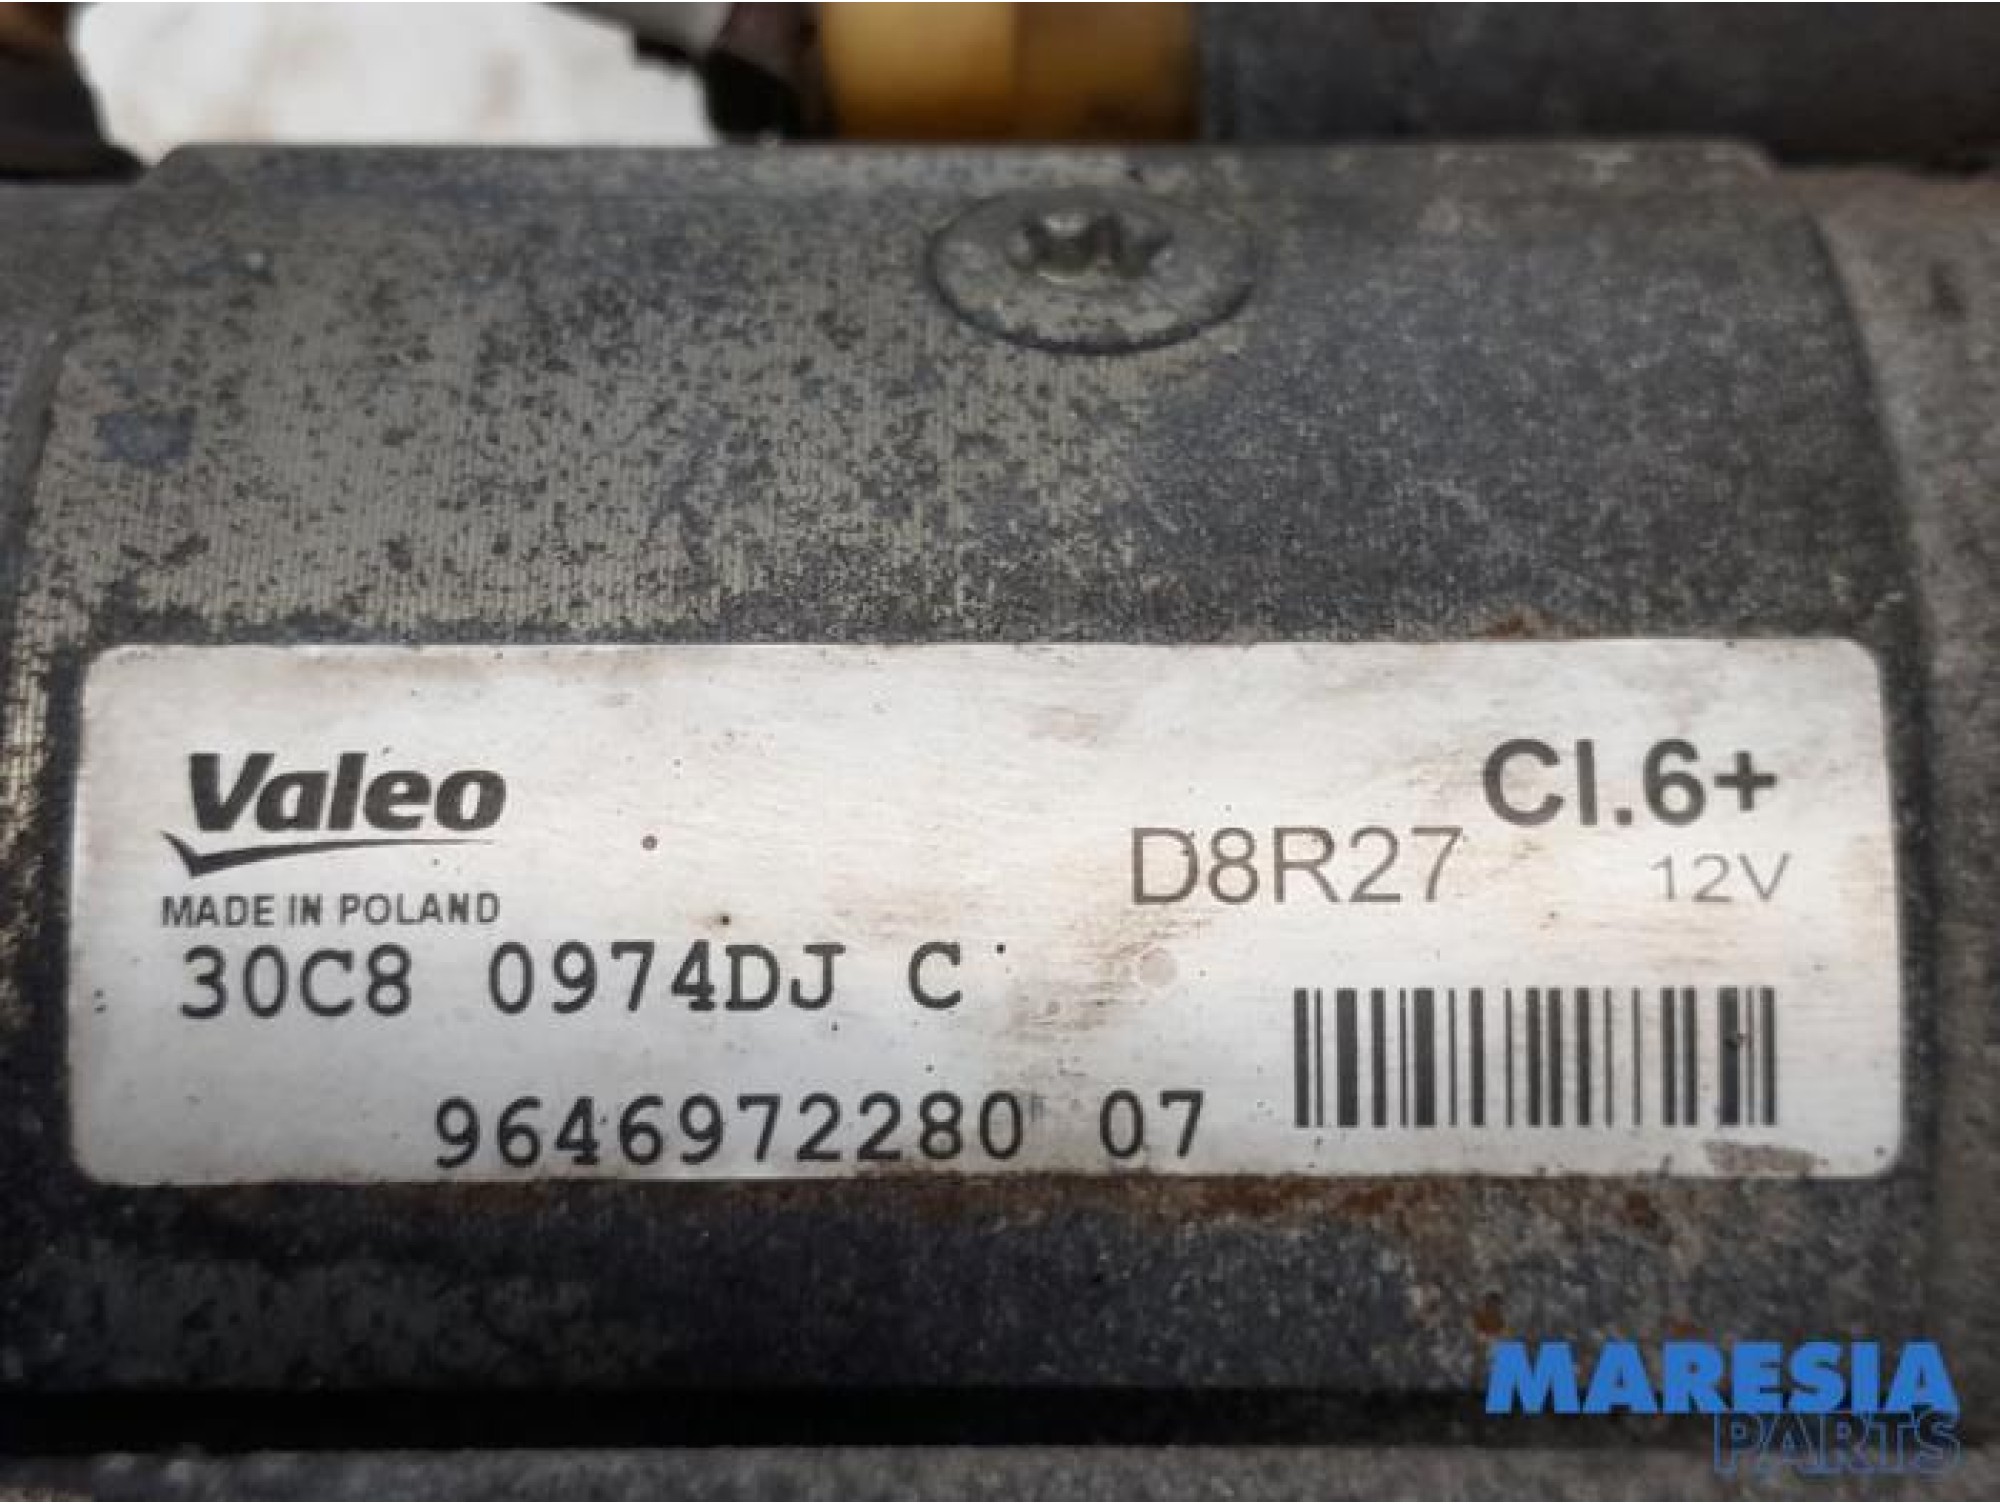 Valeo
MADE IN POLAND
Cl.6+
D8R27
12V
30C8 0974DJ C
9646972280 07
MARESIA
PARTS